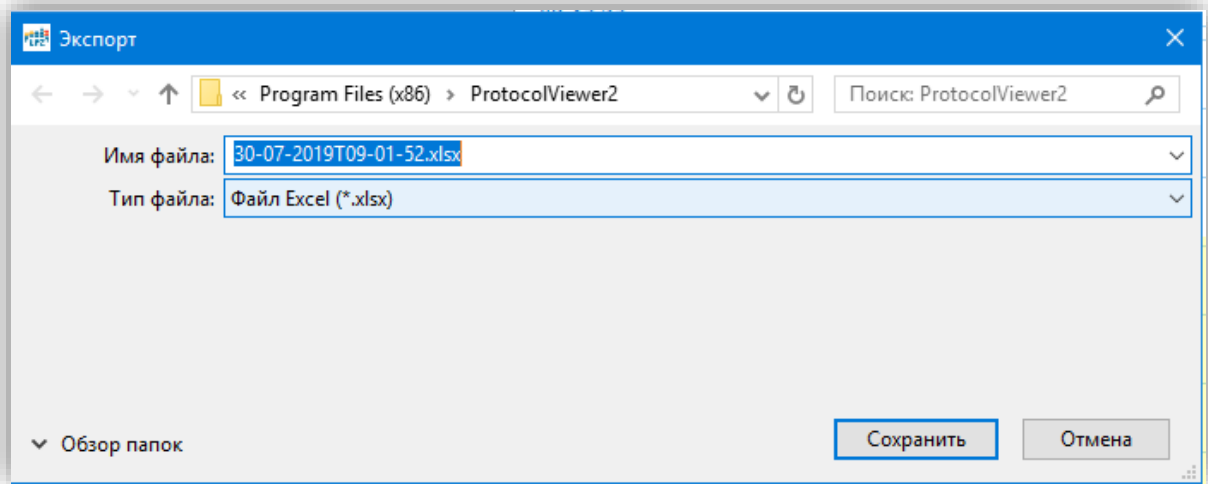 Экспорт
« Program Files (x86) › ProtocolViewer2
Поиск: ProtocolViewer2
Имя файла: 30-07-2019T09-01-52.xlsx
Тип файла: Файл Excel (*.xlsx)
Обзор папок
Сохранить
Отмена